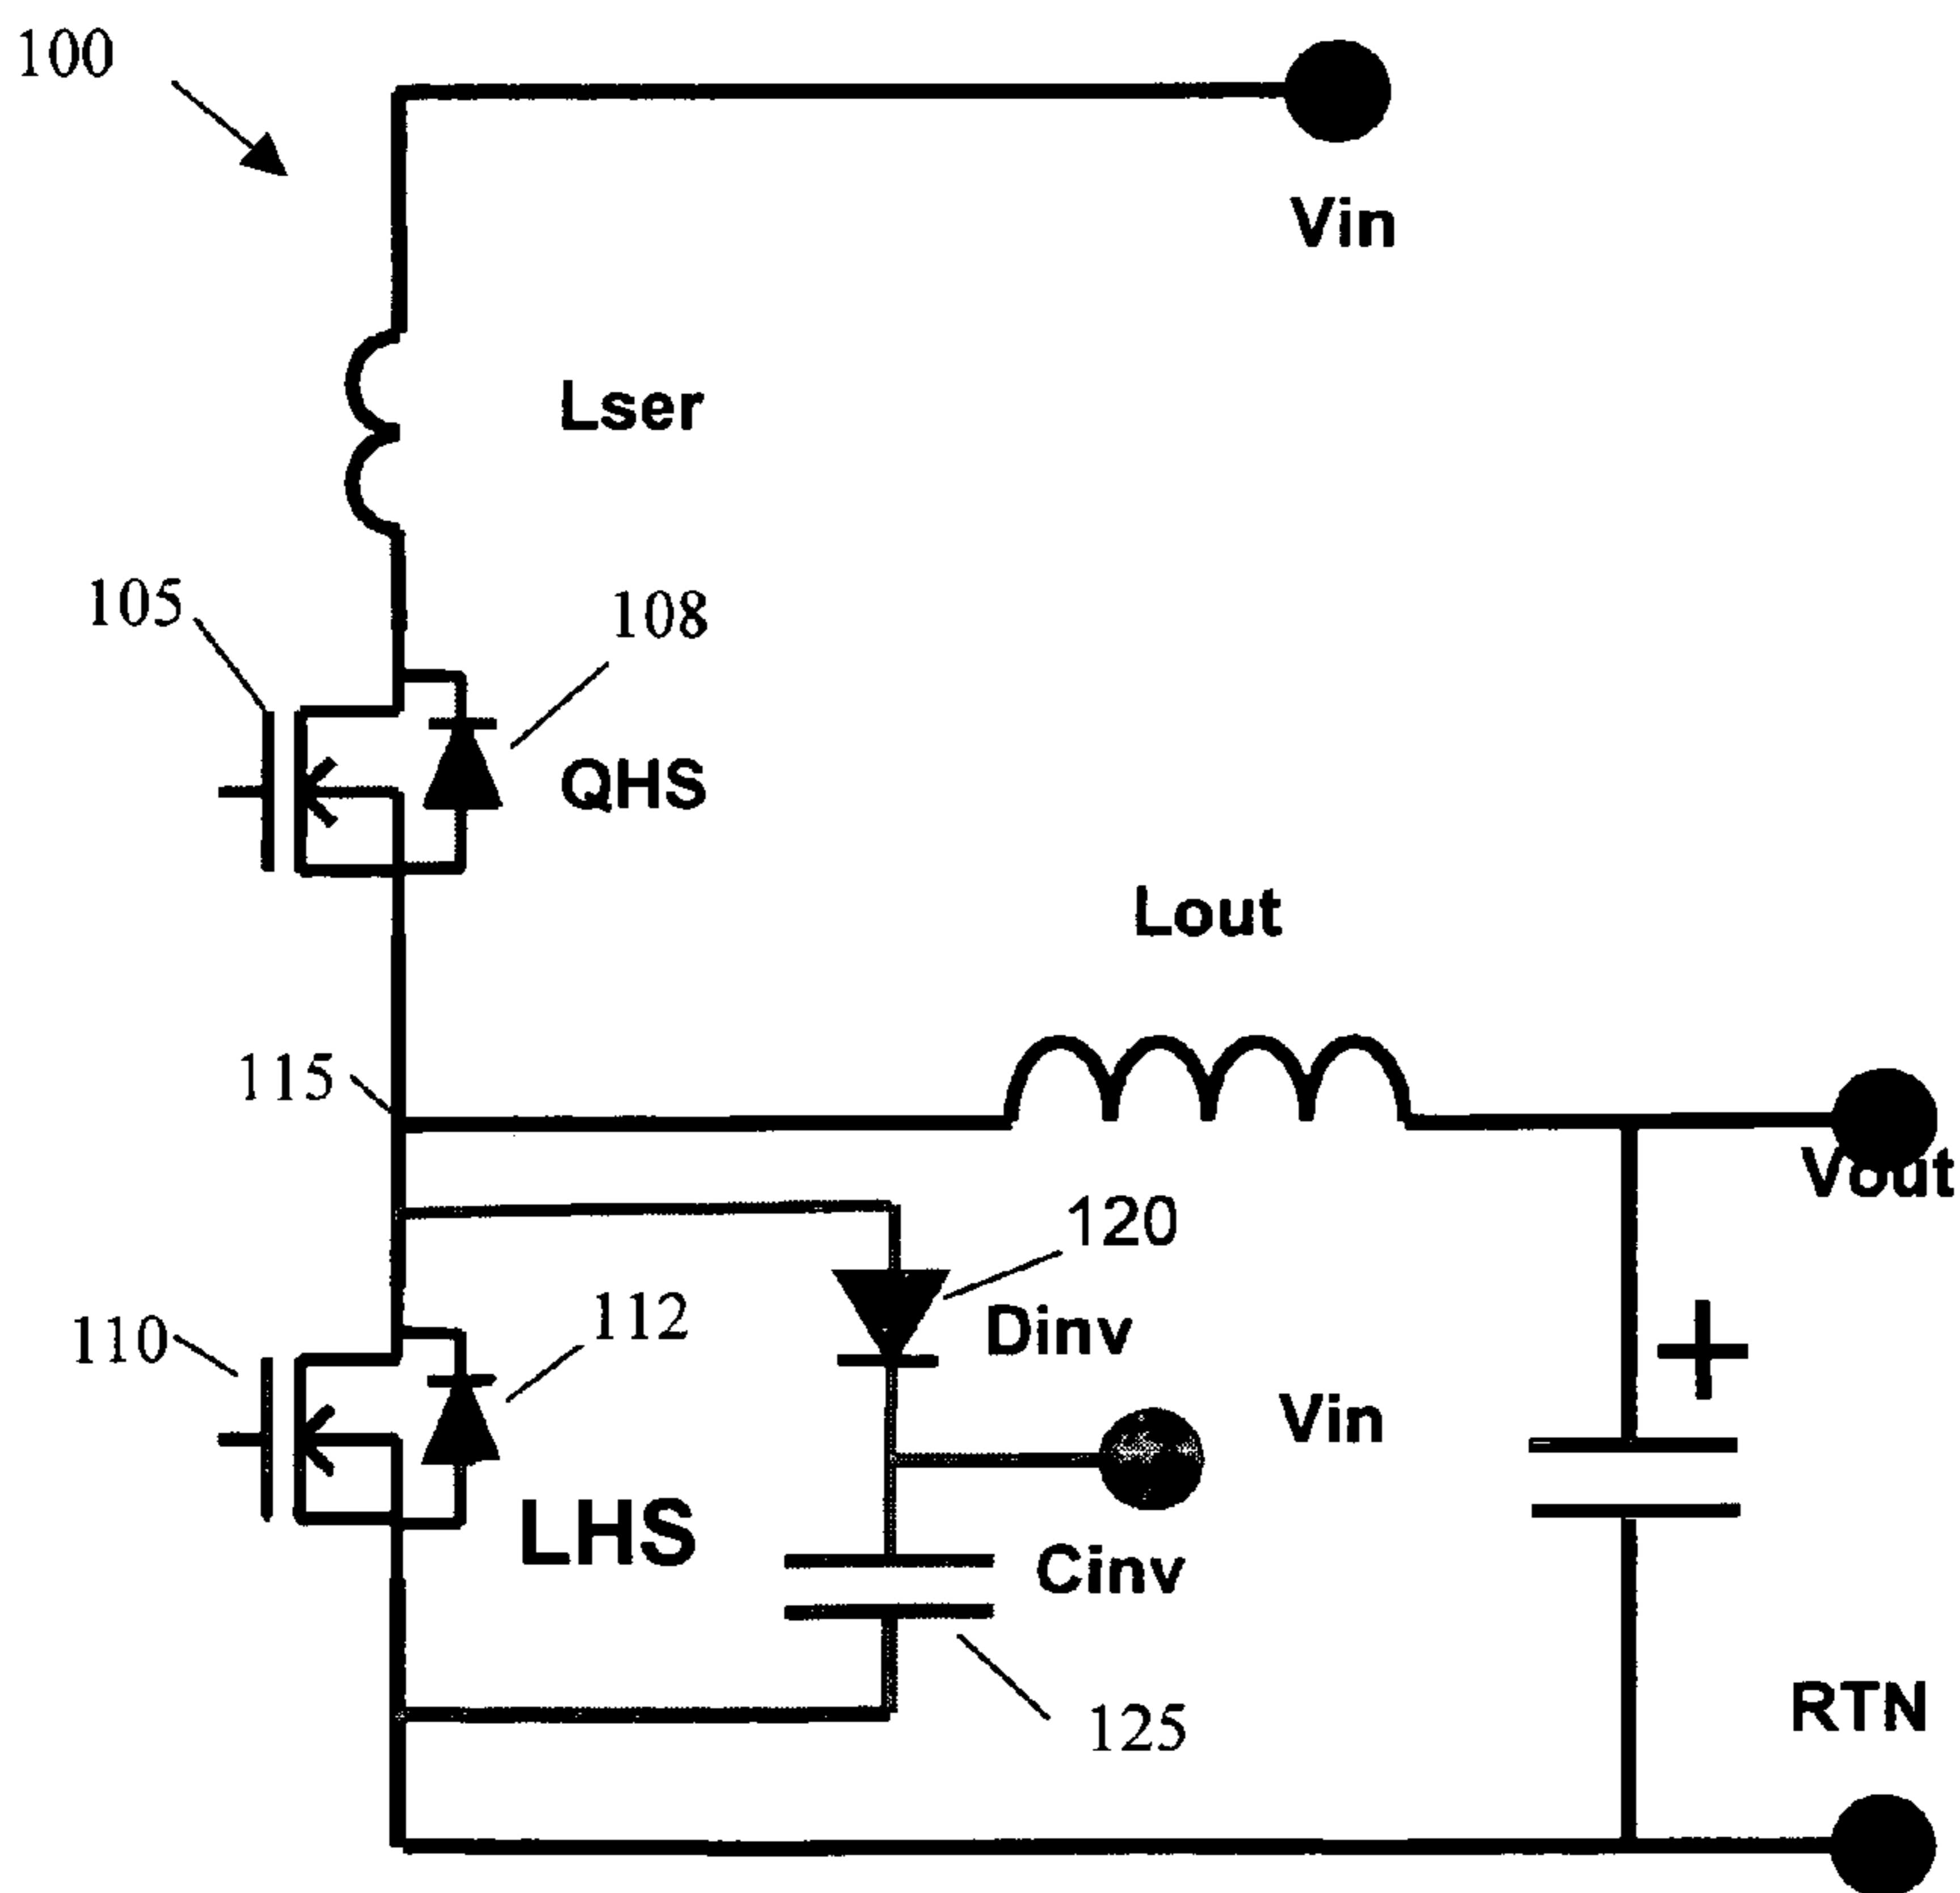 100
Vin
Lser
105
108
QHS
Lout
115
Vout
120
Dinv
110
112
Vin
LHS
Cinv
125
RTN
+